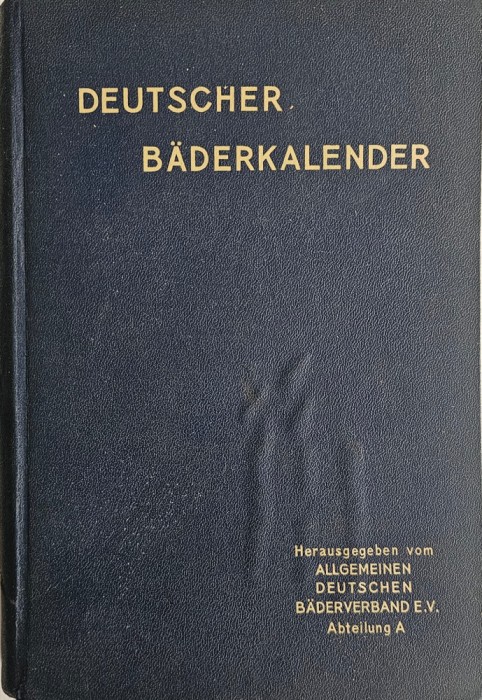 DEUTSCHER
BÄDERKALENDER
Herausgegeben vom
ALLGEMEINEN
DEUTSCHEN
BÄDERVERBAND E.V.
Abteilung A